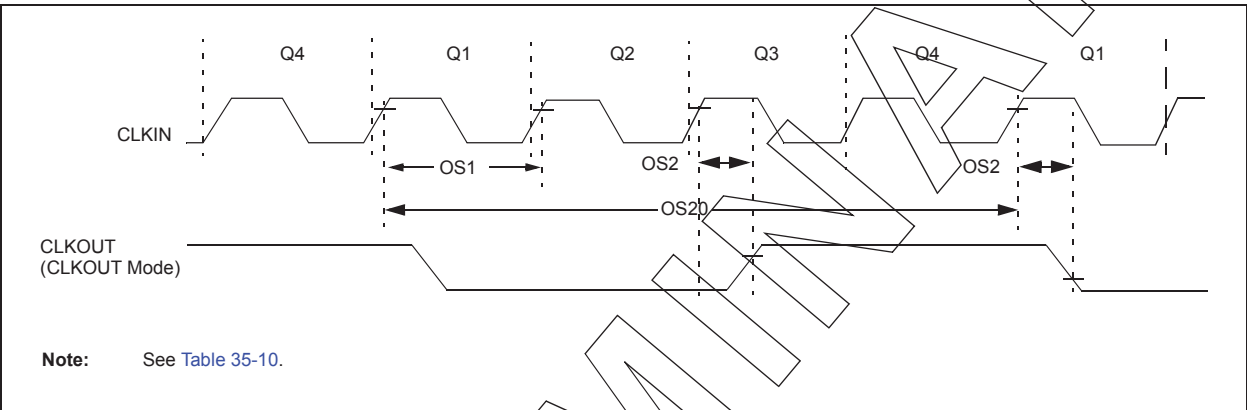 Q4 Q1 Q2 Q3 Q4 Q1
CLKIN
OS1 OS2 OS2
OS20
CLKOUT
(CLKOUT Mode)
Note: See Table 35-10.